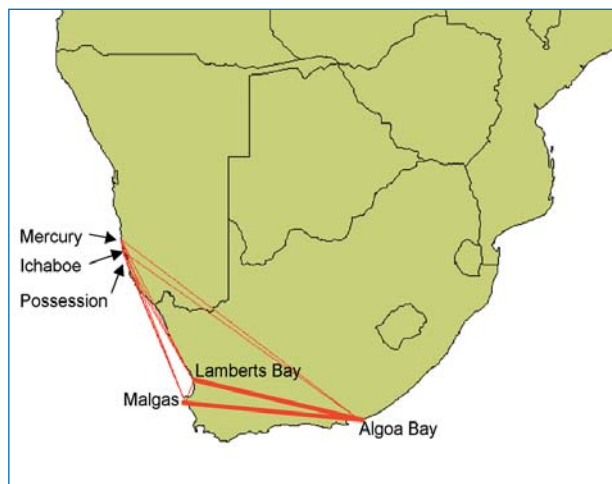 Mercury
Ichaboe
Possession
Lamberts Bay
Malgas
Algoa Bay